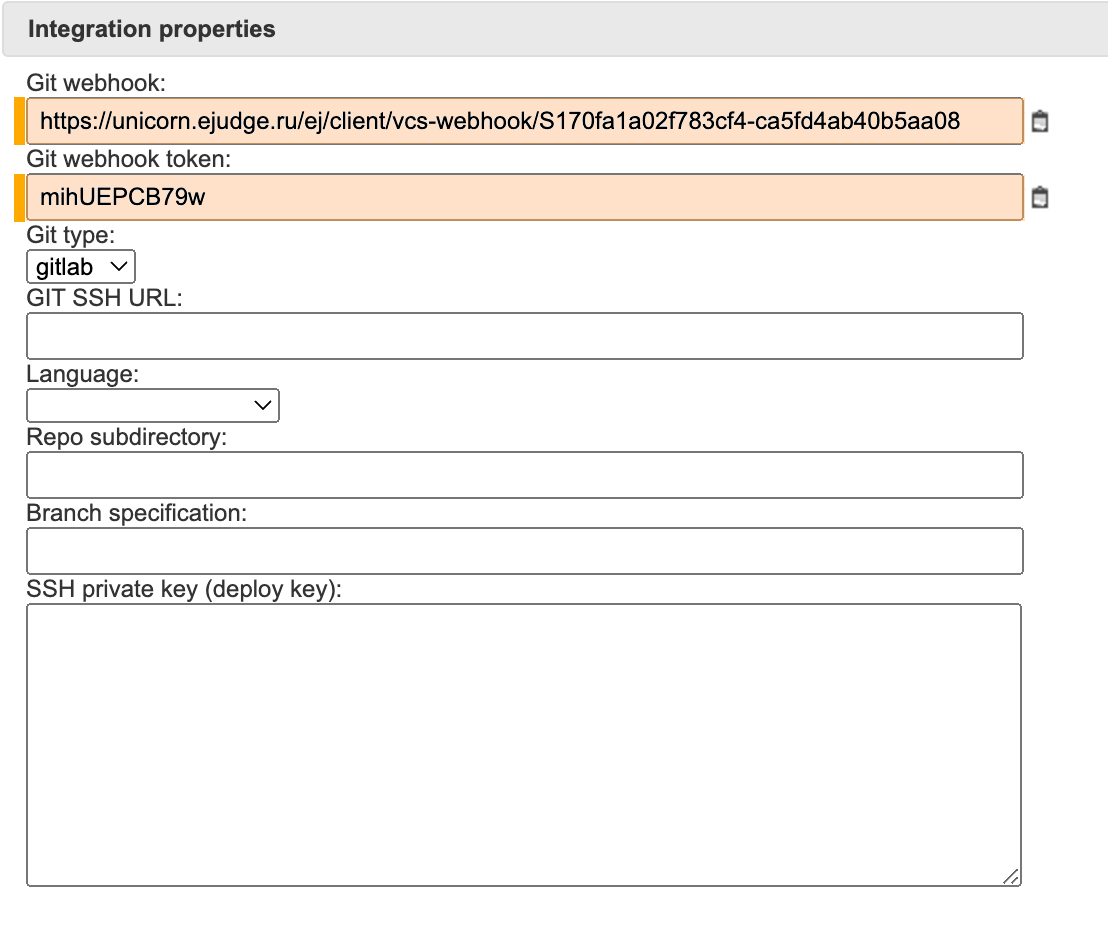 Integration properties
Git webhook:
https://unicorn.ejudge.ru/ej/client/vcs-webhook/S170fa1a02f783cf4-ca5fd4ab40b5aa08
Git webhook token:
mihUEPCB79w
Git type:
gitlab
GIT SSH URL:
Language:
Repo subdirectory:
Branch specification:
SSH private key (deploy key):